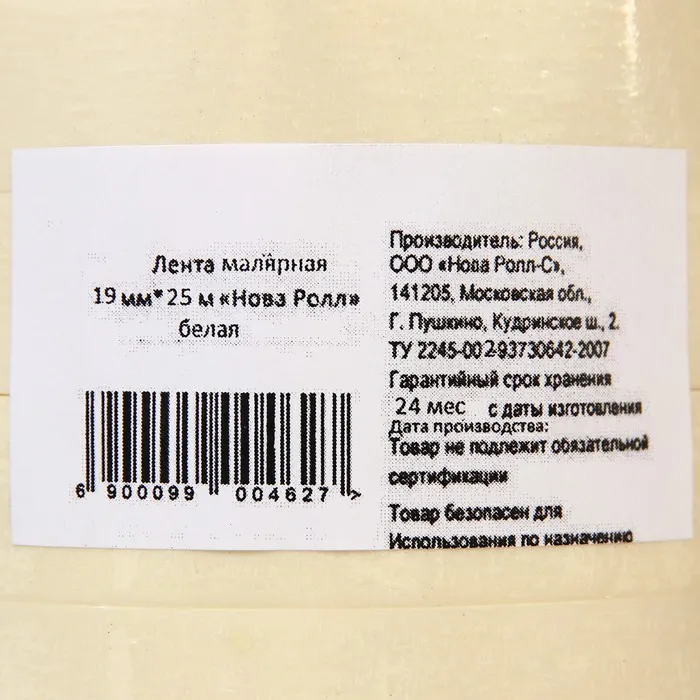 Лента малярная
19 мм*25 м «Нова Ролл»
белая
6 900099 004627 >
Производитель: Россия,
ООО «Нова Ролл-С»,
141205, Московская обл.,
Г. Пушкино, Кудринское ш., 2.
ТУ 2245-002-93730642-2007
Гарантийный срок хранения
24 мес с даты изготовления
Дата производства:
Товар не подлежит обязательной
сертификации
Товар безопасен для
Использования по назначению